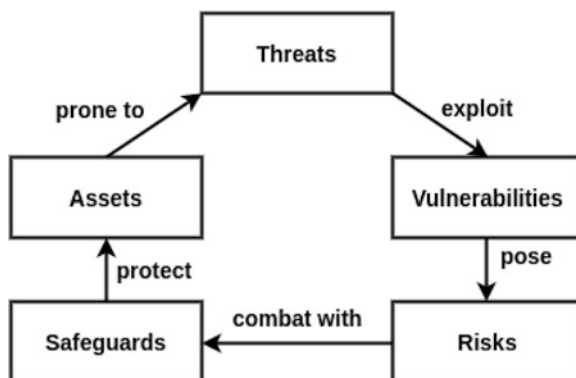 Threats
prone to
exploit
Assets
Vulnerabilities
protect
pose
combat with
Safeguards
Risks